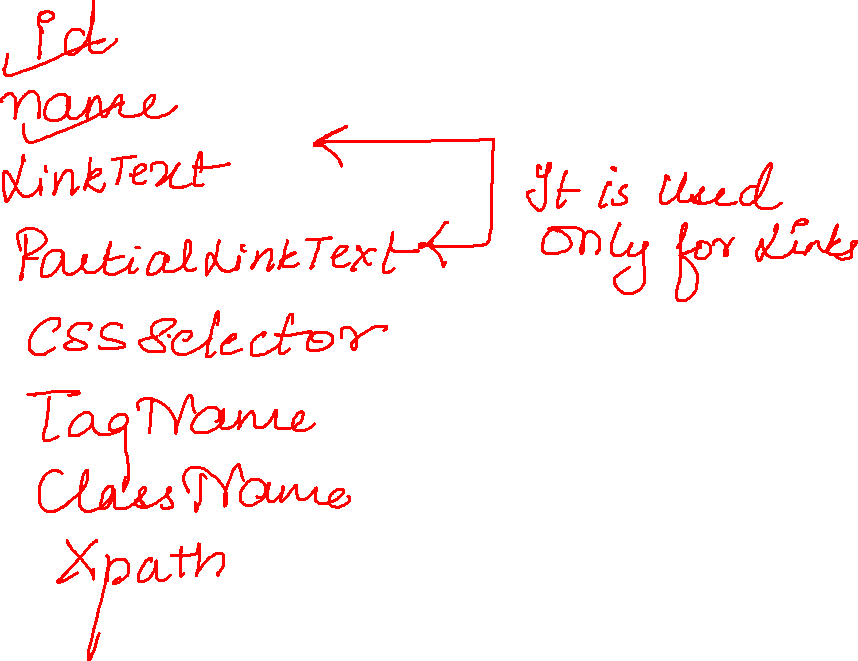 id
name
LinkText
PartialLinkText
It is used
only for Links
CSSSelector
TagName
ClassName
Xpath